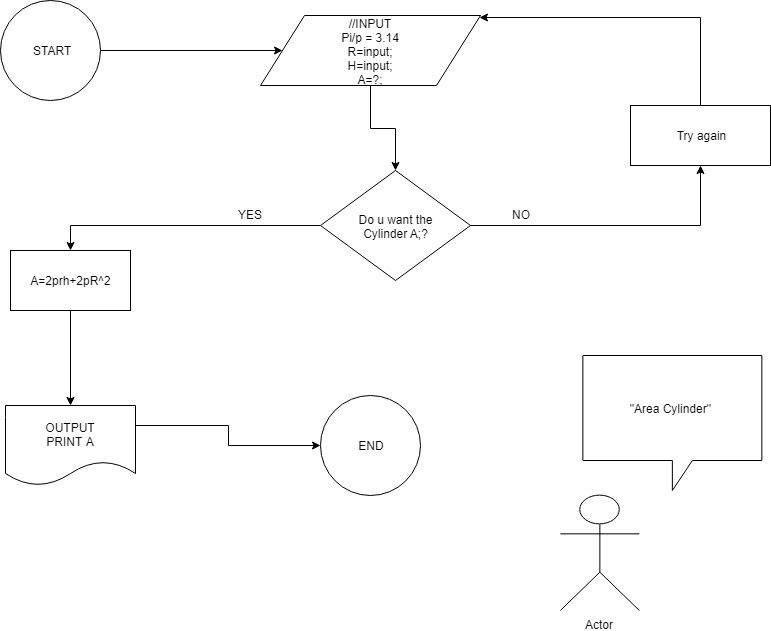 START
//INPUT
Pi/p = 3.14
R=input;
H=input;
A=?;
Try again
Do u want the
Cylinder A;?
YES
NO
A=2prh+2pR^2
OUTPUT
PRINT A
END
"Area Cylinder"
Actor